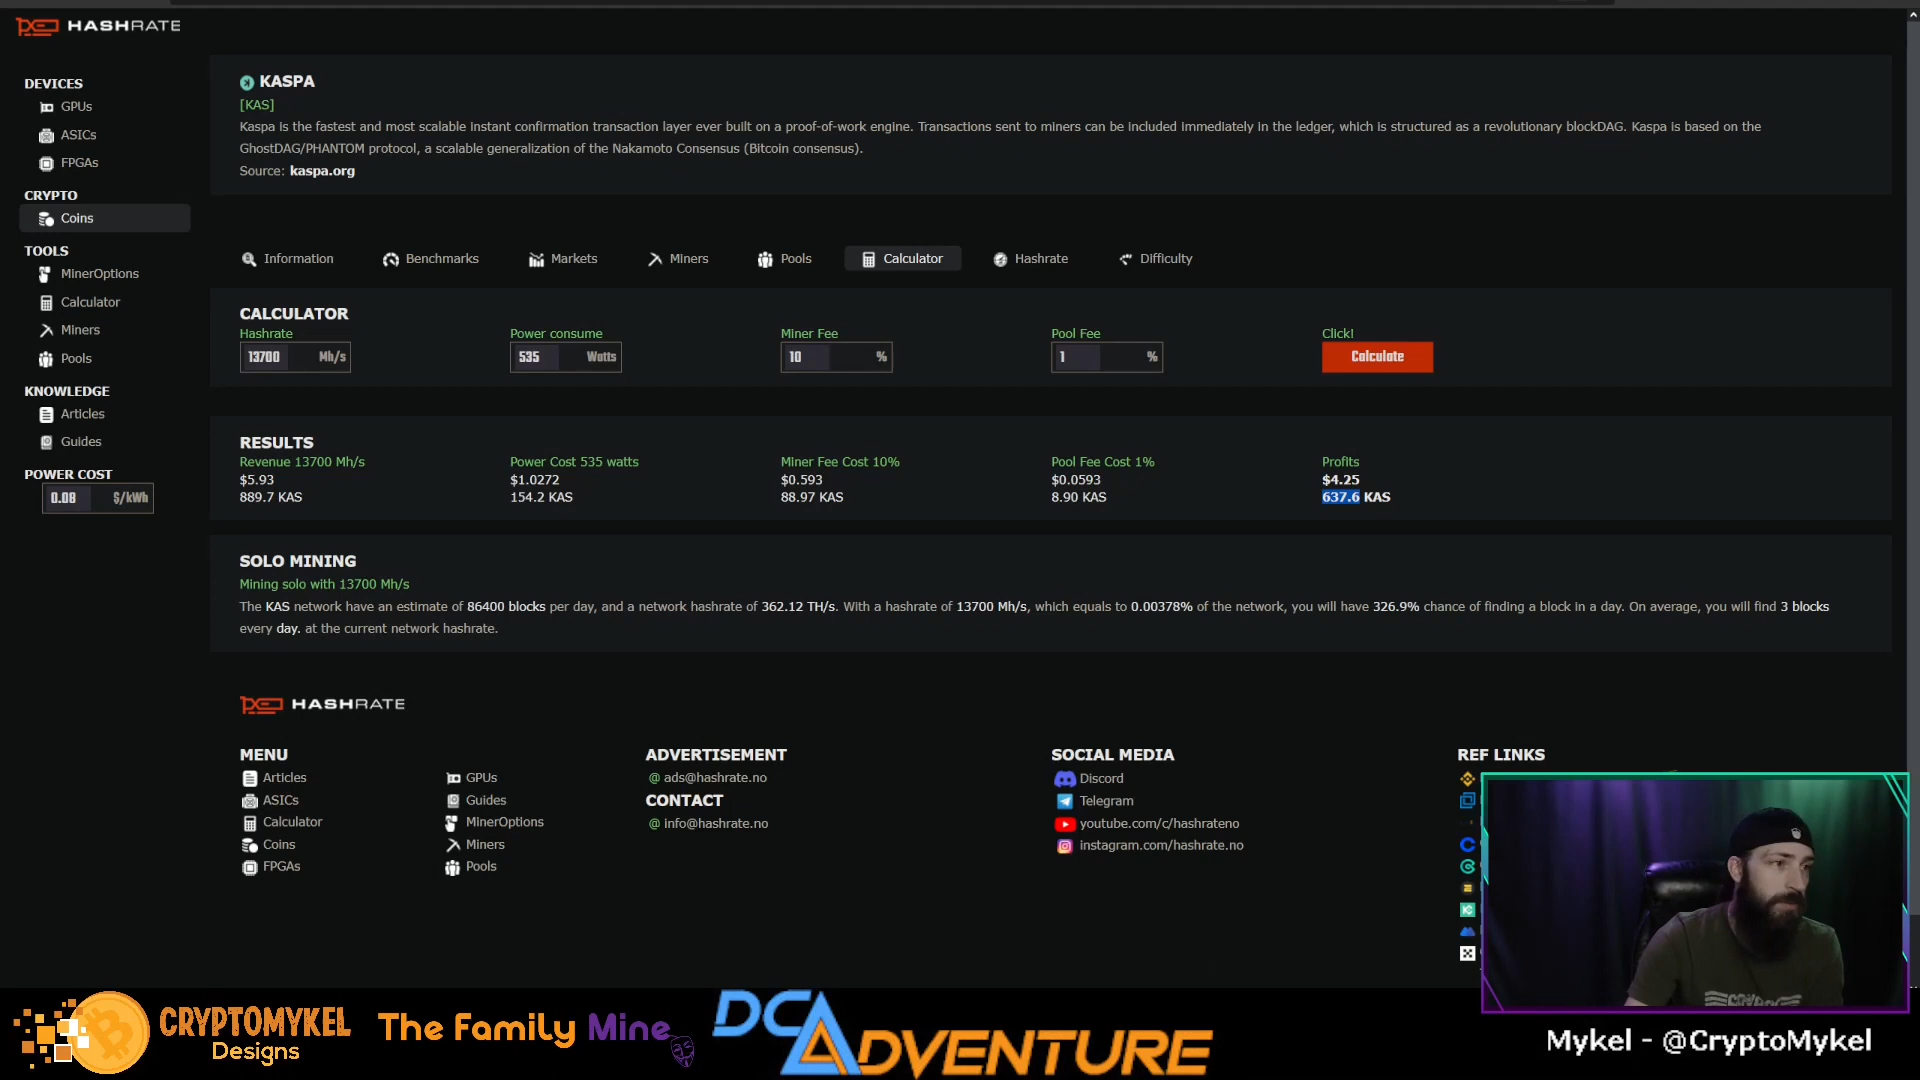 HASHRATE
DEVICES
GPUs
ASICs
FPGAs
CRYPTO
Coins
TOOLS
MinerOptions
Calculator
Miners
Pools
KNOWLEDGE
Articles
Guides
POWER COST
0.08 $/kWh
KASPA
[KAS]
Kaspa is the fastest and most scalable instant confirmation transaction layer ever built on a proof-of-work engine. Transactions sent to miners can be included immediately in the ledger, which is structured as a revolutionary blockDAG. Kaspa is based on the
GhostDAG/PHANTOM protocol, a scalable generalization of the Nakamoto Consensus (Bitcoin consensus).
Source: kaspa.org
Information Benchmarks Markets Miners Pools Calculator Hashrate Difficulty
CALCULATOR
Hashrate Power consume Miner Fee Pool Fee Click!
13700 Mh/s 535 Watts 10 % 1 % Calculate
RESULTS
Revenue 13700 Mh/s Power Cost 535 watts Miner Fee Cost 10% Pool Fee Cost 1% Profits
$5.93 $1.0272 $0.593 $0.0593 $4.25
889.7 KAS 154.2 KAS 88.97 KAS 8.90 KAS 637.6 KAS
SOLO MINING
Mining solo with 13700 Mh/s
The KAS network have an estimate of 86400 blocks per day, and a network hashrate of 362.12 TH/s. With a hashrate of 13700 Mh/s, which equals to 0.00378% of the network, you will have 326.9% chance of finding a block in a day. On average, you will find 3 blocks
every day. at the current network hashrate.
HASHRATE
MENU
Articles GPUs
ASICs Guides
Calculator MinerOptions
Coins Miners
FPGAs Pools
ADVERTISEMENT
@ ads@hashrate.no
CONTACT
@ info@hashrate.no
SOCIAL MEDIA
Discord
Telegram
youtube.com/c/hashrateno
instagram.com/hashrate.no
REF LINKS
CRYPTOMYKEL
Designs
The Family Mine
DCADVENTURE
Mykel - @CryptoMykel